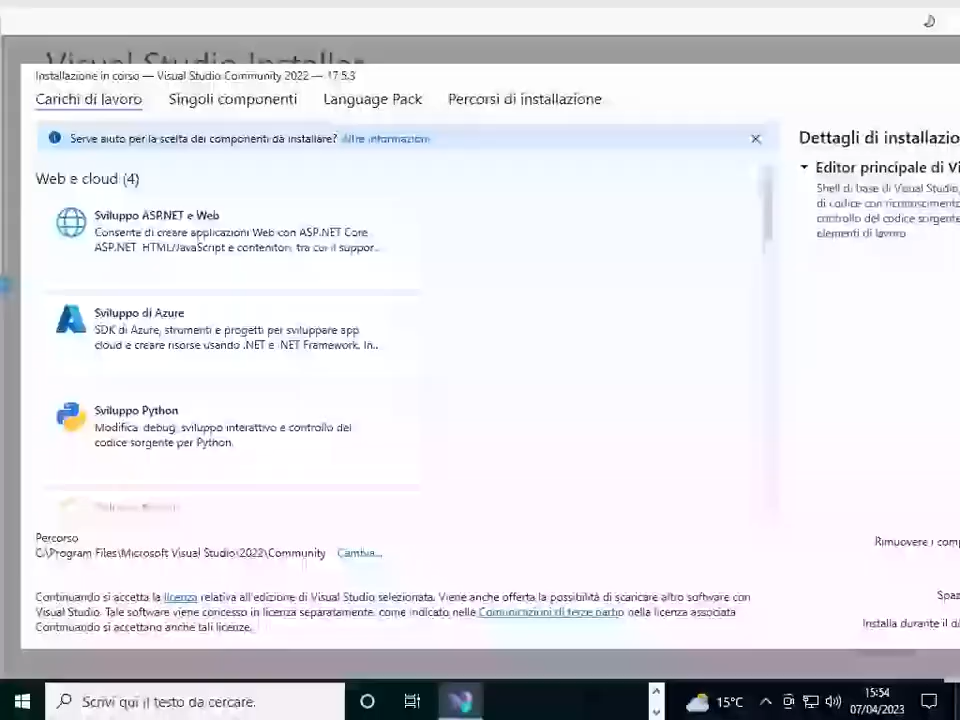 Visual Studio Installer
Installazione in corso — Visual Studio Community 2022 — 17.5.3
Carichi di lavoro Singoli componenti Language Pack Percorsi di installazione
Serve aiuto per la scelta dei componenti da installare? Altre informazioni
Web e cloud (4)
Sviluppo ASP.NET e Web
Consente di creare applicazioni Web con ASP.NET Core,
ASP.NET, HTML/JavaScript e contenitori, tra cui il suppor...
Sviluppo di Azure
SDK di Azure, strumenti e progetti per sviluppare app
cloud e creare risorse usando .NET e .NET Framework. In...
Sviluppo Python
Modifica, debug, sviluppo interattivo e controllo del
codice sorgente per Python.
Percorso
C:\Program Files\Microsoft Visual Studio\2022\Community Cambia...
Continuando si accetta la licenza relativa all'edizione di Visual Studio selezionata. Viene anche offerta la possibilità di scaricare altro software con
Visual Studio. Tale software viene concesso in licenza separatamente, come indicato nelle Comunicazioni di terze parti o nella licenza associata.
Continuando si accettano anche tali licenze.
Dettagli di installazio
Editor principale di Vi
Shell di base di Visual Studio,
di codice con riconoscimento
controllo del codice sorgente
elementi di lavoro.
Rimuovere i comp
Spaz
Installa durante il do
Scrivi qui il testo da cercare.
15°C
15:54
07/04/2023